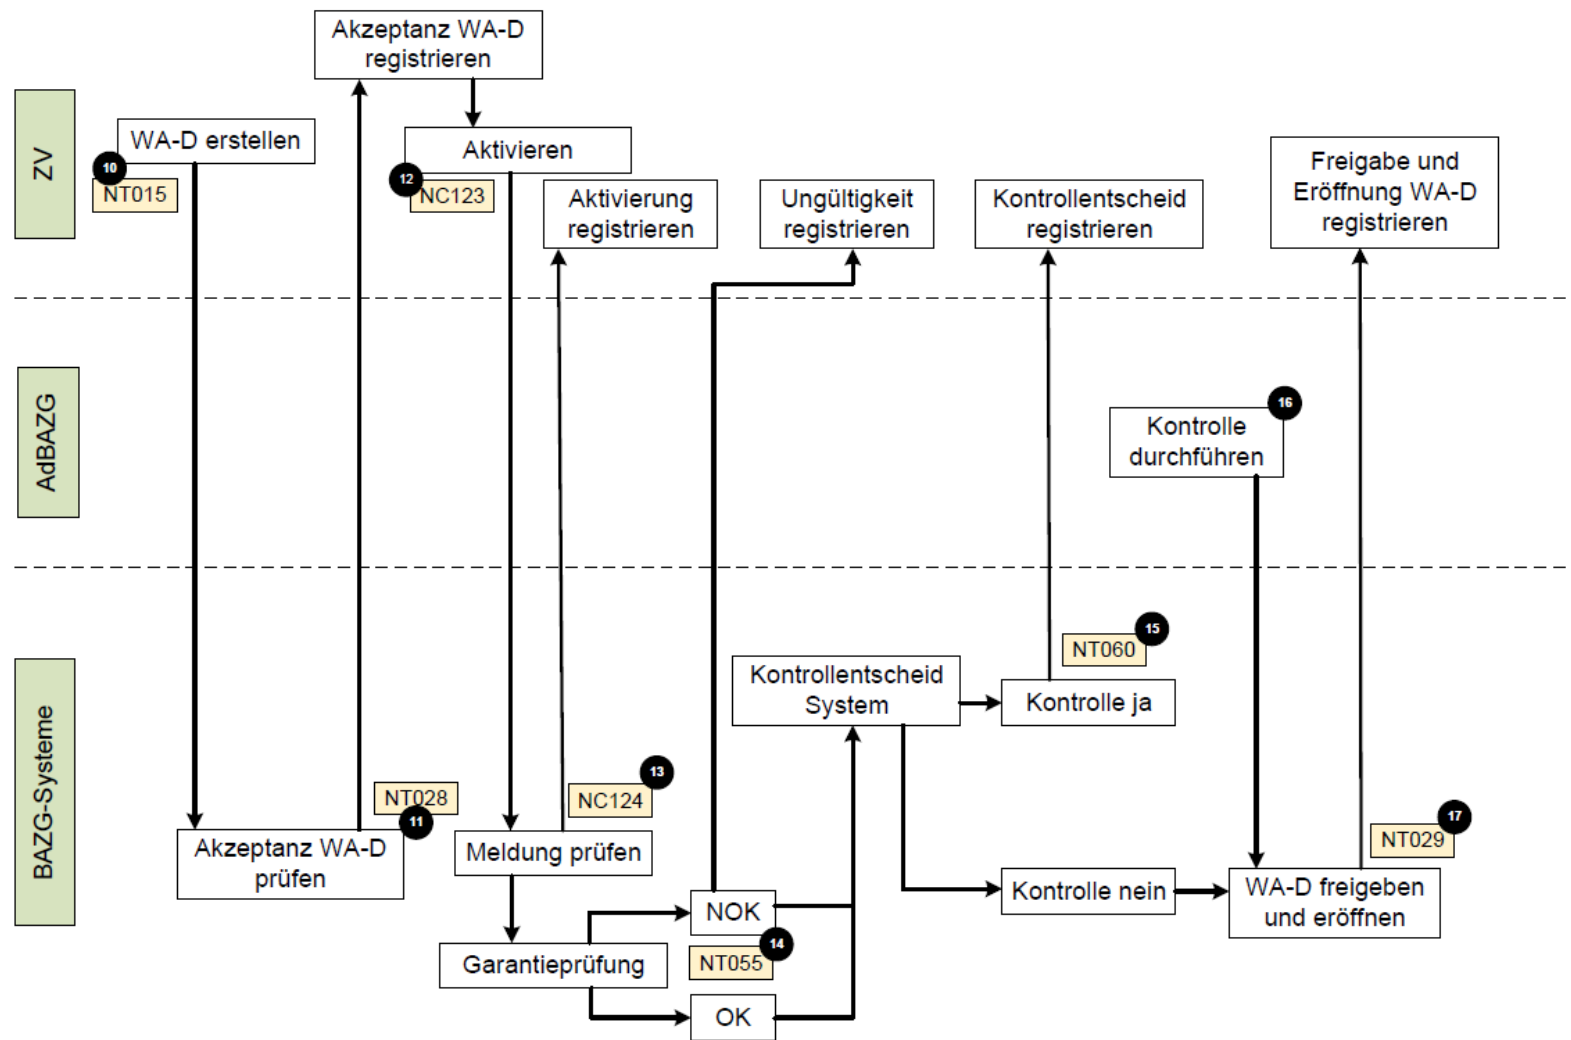 Akzeptanz WA-D
registrieren
ZV
WA-D erstellen
10
NT015
Aktivieren
12
NC123
Aktivierung
registrieren
Ungültigkeit
registrieren
Kontrollentscheid
registrieren
Freigabe und
Eröffnung WA-D
registrieren
AdBAZG
16
Kontrolle
durchführen
BAZG-Systeme
15
NT060
Kontrollentscheid
System
Kontrolle ja
13
NC124
NT028
11
Akzeptanz WA-D
prüfen
Meldung prüfen
17
NT029
NOK
Kontrolle nein
WA-D freigeben
und eröffnen
14
NT055
Garantieprüfung
OK